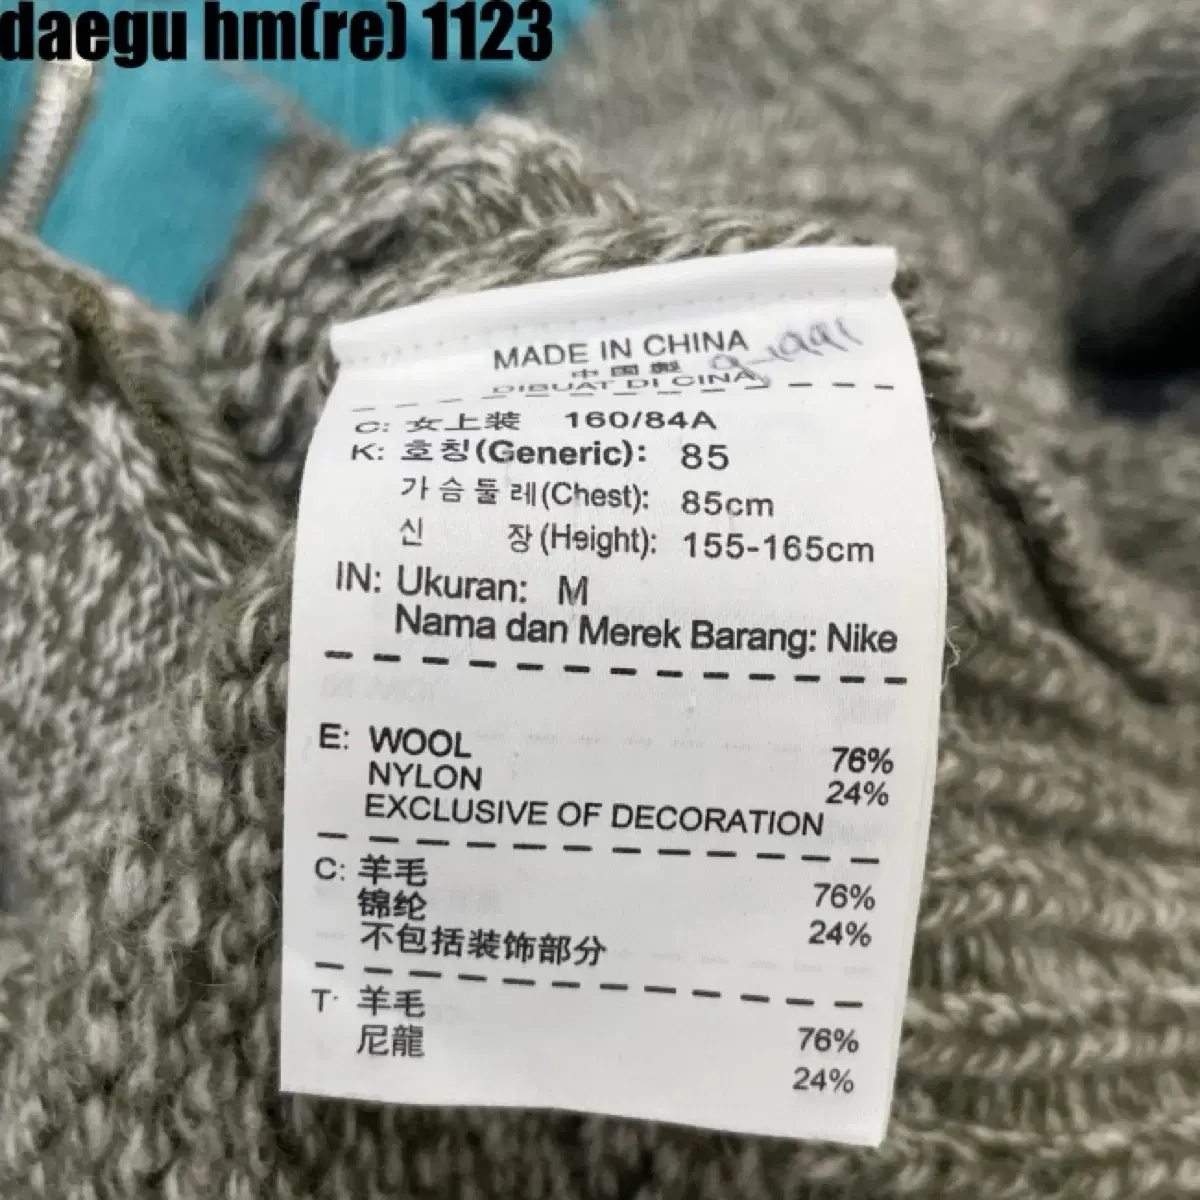 daegu hm(re) 1123
MADE IN CHINA
中国製
DIBUAT DI CINA
C: 女上装 160/84A
K: 호칭(Generic): 85
가슴둘레(Chest): 85cm
신 장(Height): 155-165cm
IN: Ukuran: M
Nama dan Merek Barang: Nike
E: WOOL 76%
NYLON 24%
EXCLUSIVE OF DECORATION
C: 羊毛 76%
锦纶 24%
不包括装饰部分
T: 羊毛 76%
尼龍 24%